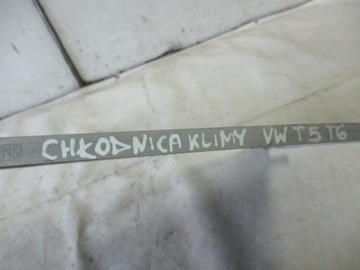 CHŁODNICA KLIMY VW T5 T6